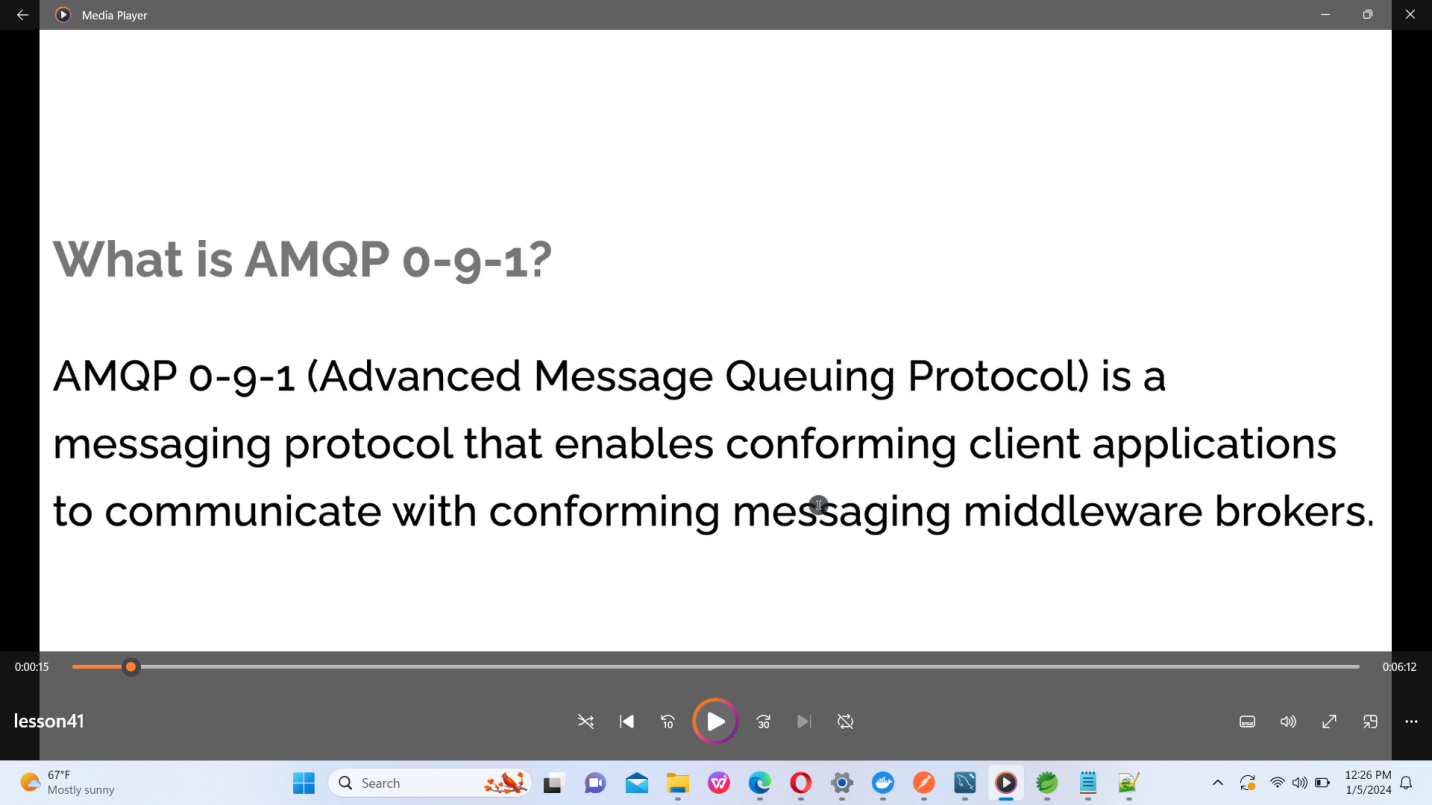 Media Player
What is AMQP 0-9-1?
AMQP 0-9-1 (Advanced Message Queuing Protocol) is a
messaging protocol that enables conforming client applications
to communicate with conforming messaging middleware brokers.
0:00:15
0:06:12
lesson41
10
30
67°F
Mostly sunny
Search
12:26 PM
1/5/2024